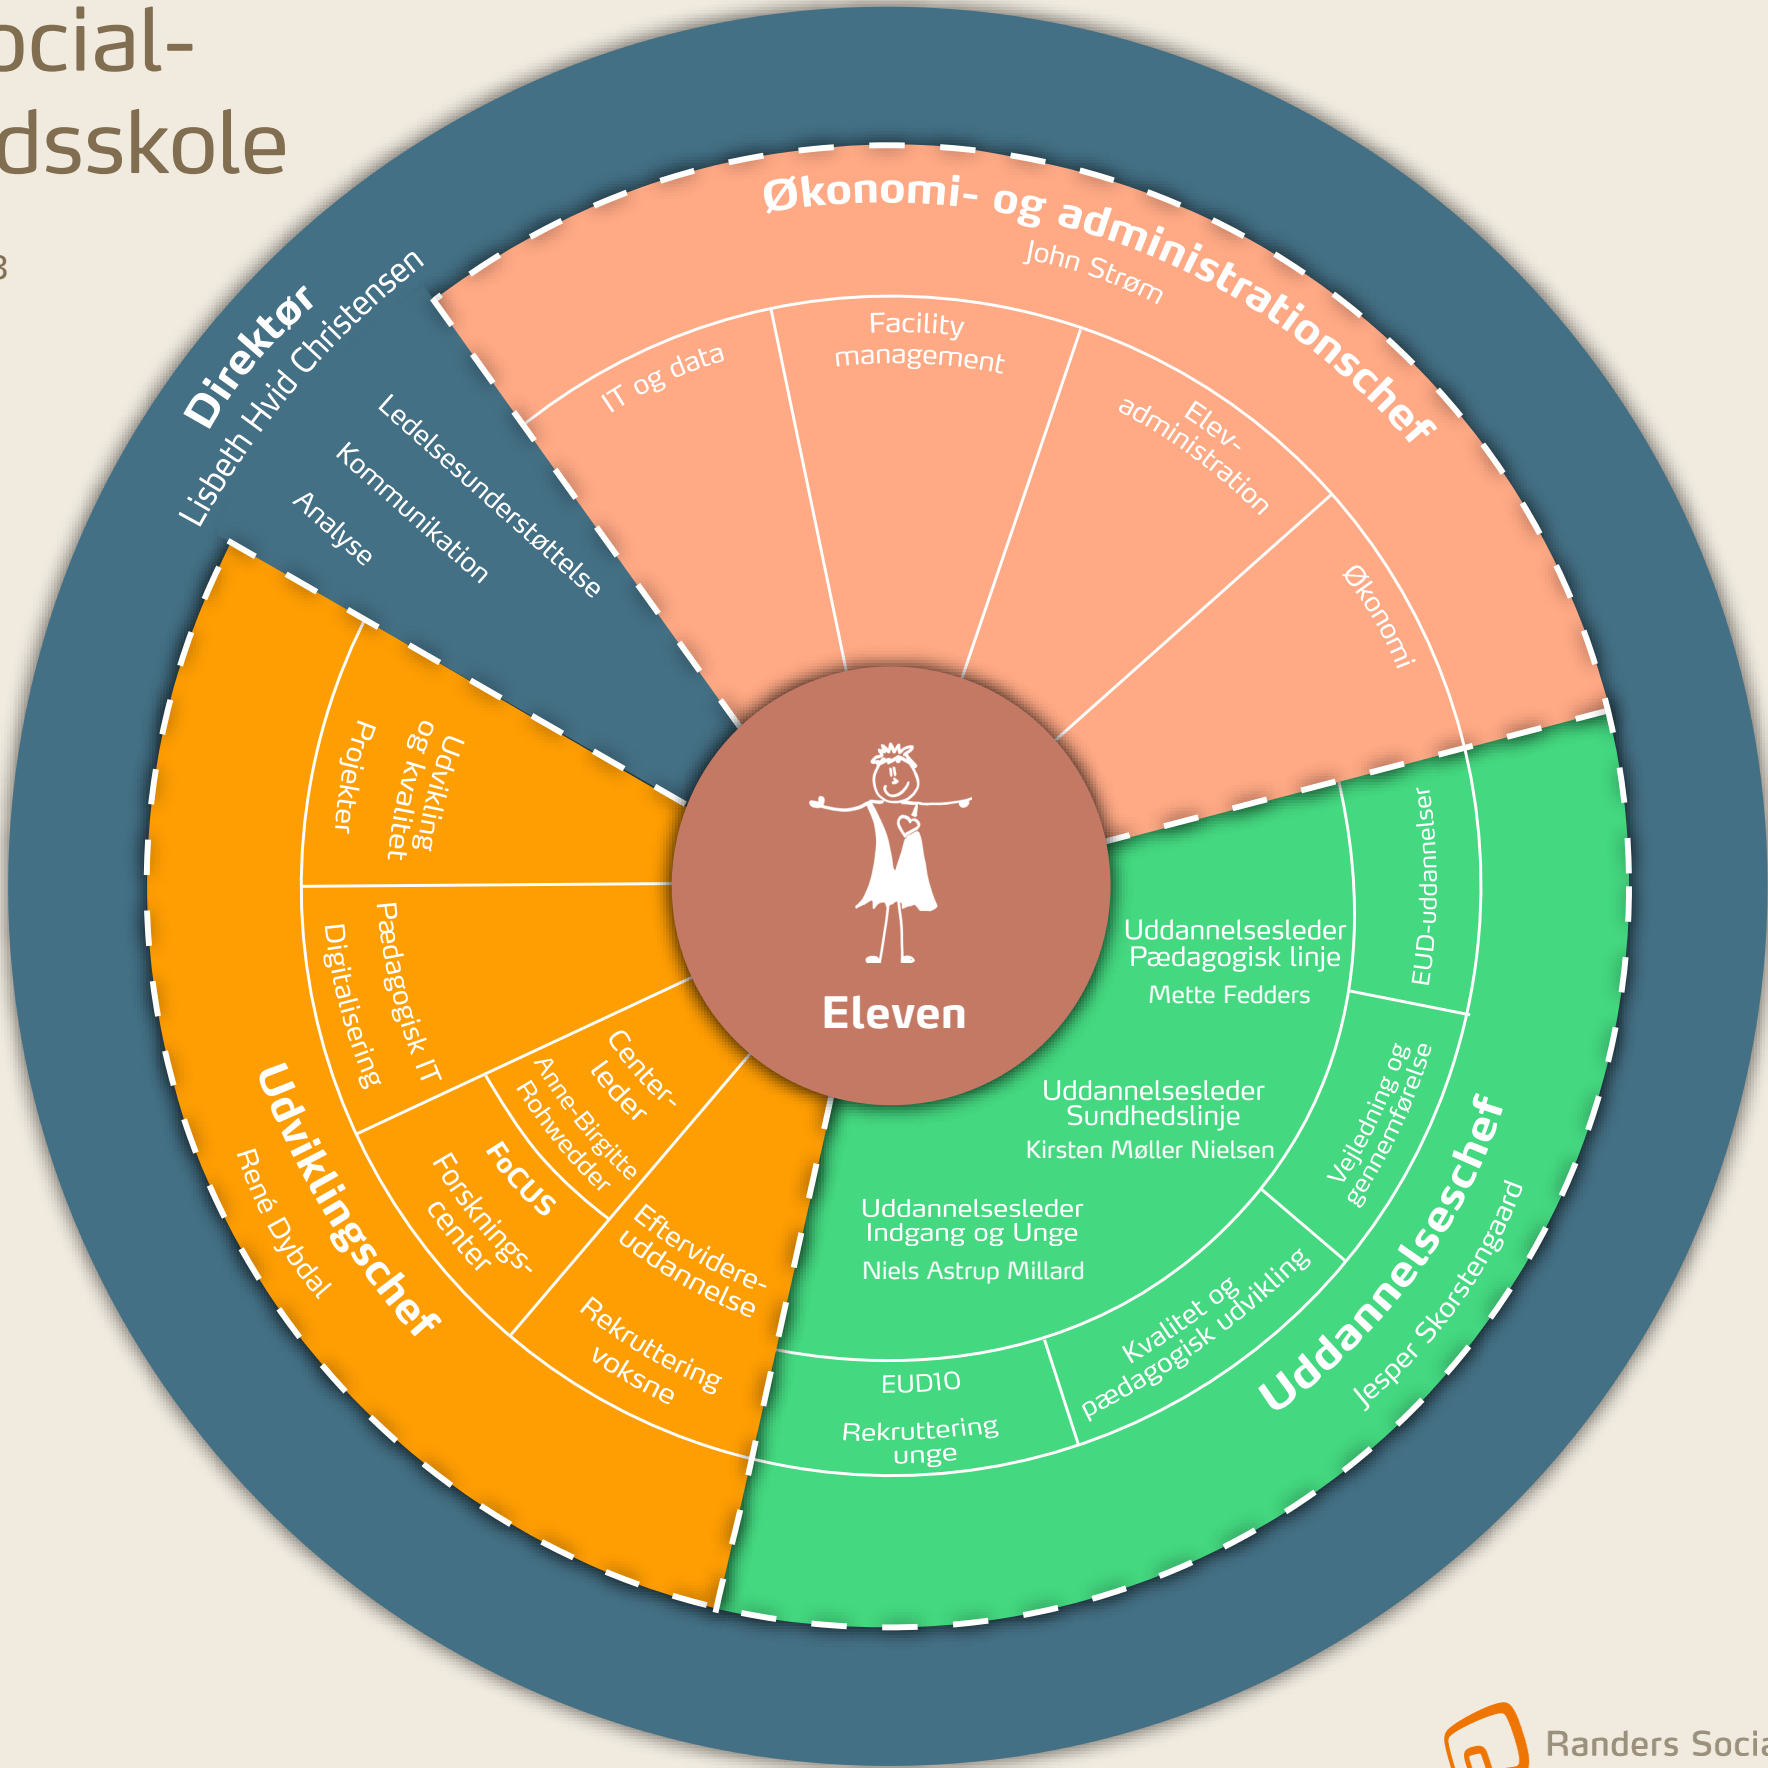 ocial-
dsskole
3
Direktør
Lisbeth Hvid Christensen
Ledelsesunderstøttelse
Kommunikation
Analyse
Økonomi- og administrationschef
John Strøm
IT og data
Facility
management
Elev-
administration
Økonomi
Eleven
EUD-uddannelser
Vejledning og
gennemførelse
Kvalitet og
pædagogisk udvikling
EUD10
Rekruttering
unge
Uddannelsesleder
Pædagogisk linje
Mette Fedders
Uddannelsesleder
Sundhedslinje
Kirsten Møller Nielsen
Uddannelsesleder
Indgang og Unge
Niels Astrup Millard
Uddannelseschef
Jesper Skorstengaard
Udvikling
og kvalitet
Projekter
Pædagogisk IT
Digitalisering
Center-
leder
Anne-Birgitte
Rohwedder
FoCUS
Forsknings-
center
Eftervidere-
uddannelse
Rekruttering
voksne
Udviklingschef
René Dybdal
Randers Socia